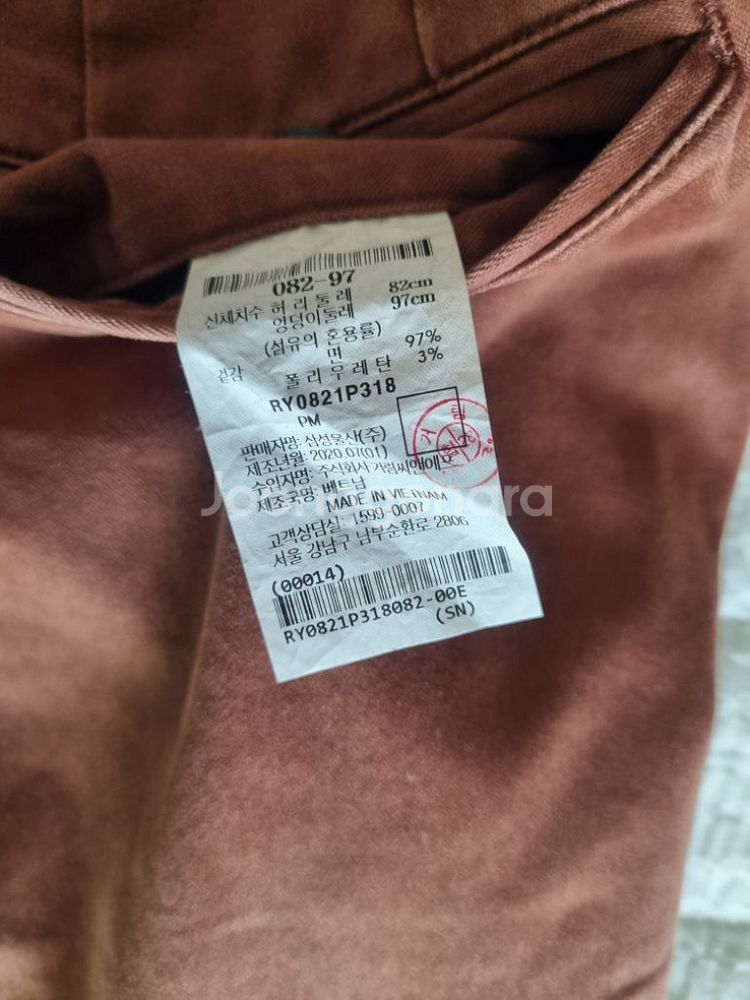 082-97
신체치수 허리둘레 82cm
엉덩이둘레 97cm
(섬유의 혼용률)
겉감 면 97%
폴리우레탄 3%
RY0821P318
PM
판매자명: 삼성물산(주)
제조년월: 2020.07(01)
수입자명: 주식회사 거림씨앤에프
제조국명: 베트남
MADE IN VIETNAM
고객상담실: 1599-0007
서울 강남구 남부순환로 2806
(00014)
RY0821P318082-00E
(SN)
Joongonara